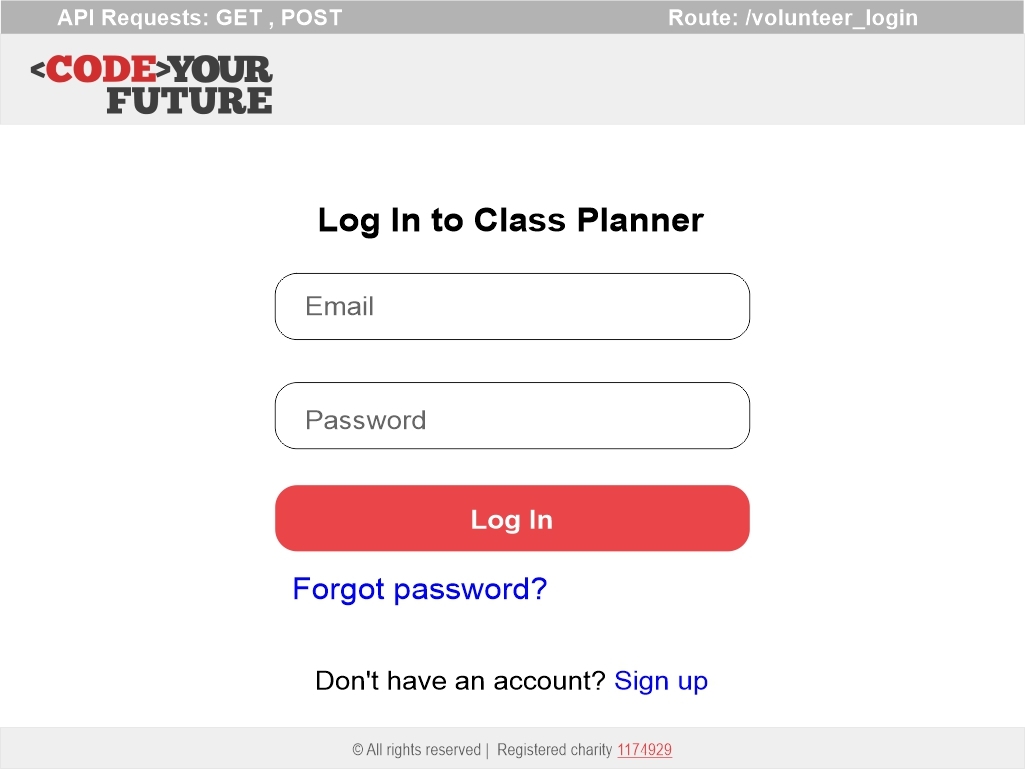 API Requests: GET , POST Route: /volunteer_login
<CODE>YOUR
FUTURE
Log In to Class Planner
Email
Password
Log In
Forgot password?
Don't have an account? Sign up
© All rights reserved | Registered charity 1174929